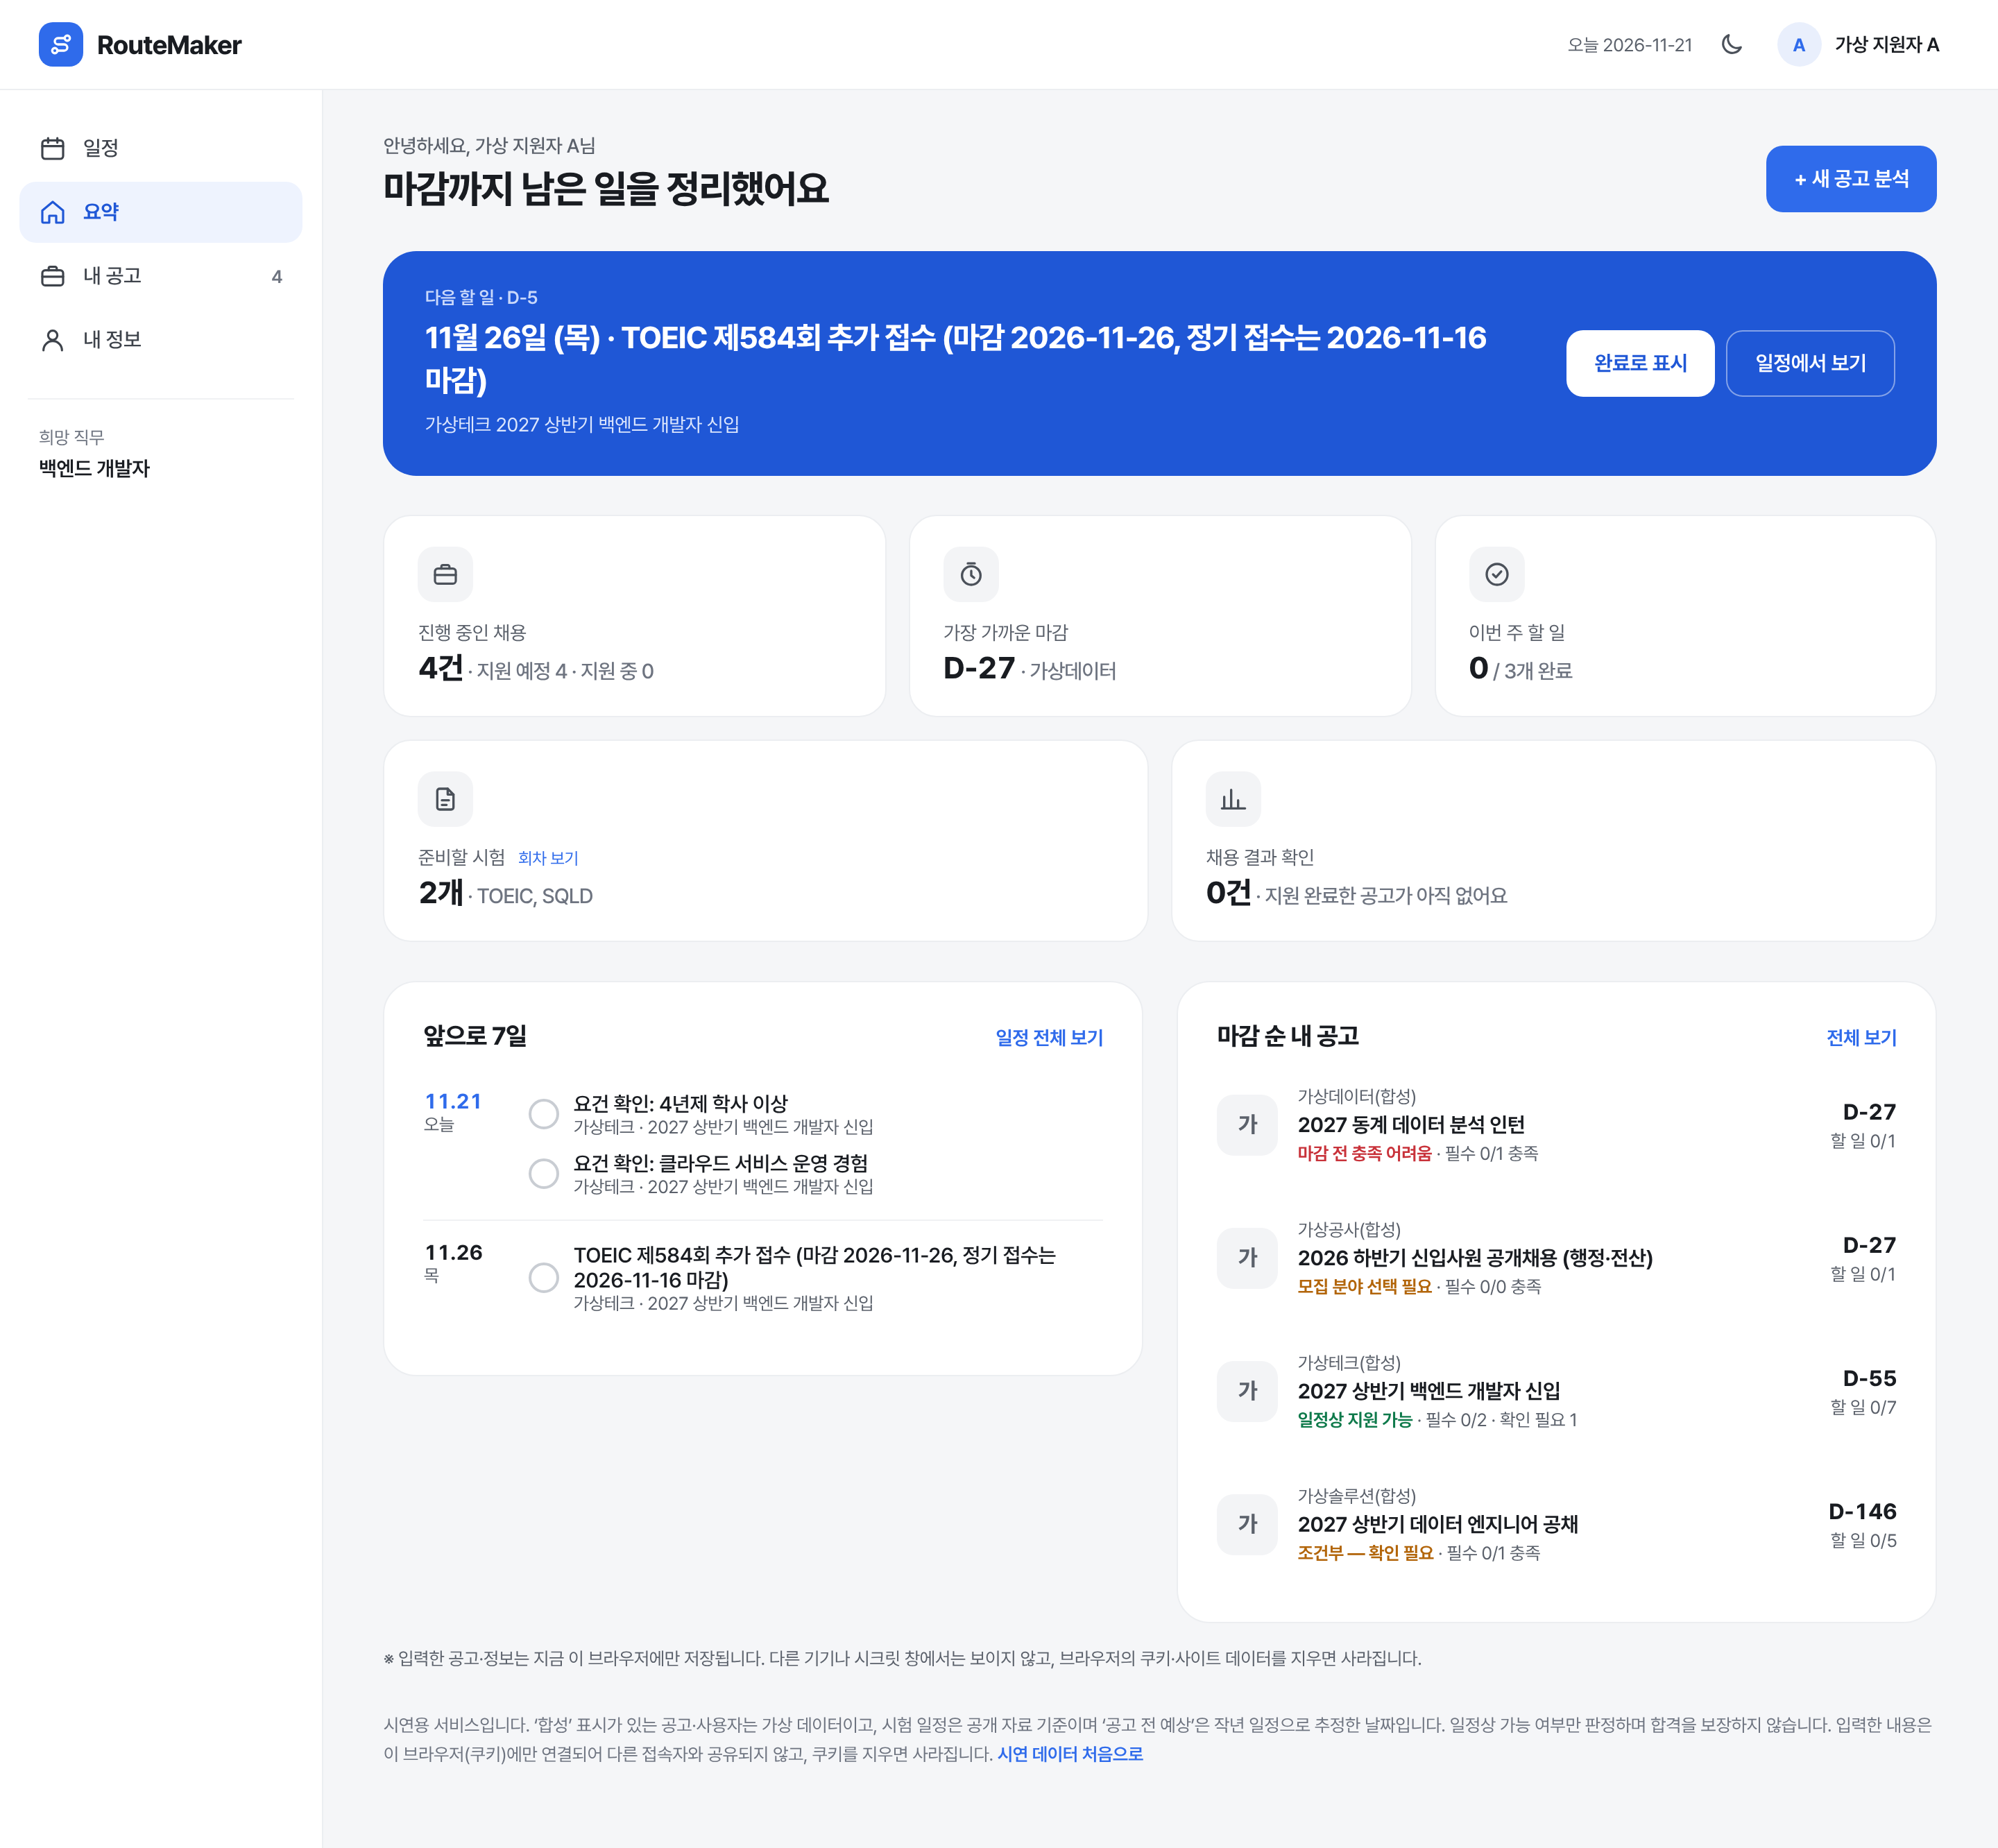 RouteMaker
오늘 2026-11-21
A
가상 지원자 A
일정
요약
내 공고
4
내 정보
희망 직무
백엔드 개발자
안녕하세요, 가상 지원자 A님
마감까지 남은 일을 정리했어요
+ 새 공고 분석
다음 할 일 · D-5
11월 26일 (목) · TOEIC 제584회 추가 접수 (마감 2026-11-26, 정기 접수는 2026-11-16
마감)
가상테크 2027 상반기 백엔드 개발자 신입
완료로 표시
일정에서 보기
진행 중인 채용
4건 · 지원 예정 4 · 지원 중 0
가장 가까운 마감
D-27 · 가상데이터
이번 주 할 일
0 / 3개 완료
준비할 시험 회차 보기
2개 · TOEIC, SQLD
채용 결과 확인
0건 · 지원 완료한 공고가 아직 없어요
앞으로 7일
일정 전체 보기
11.21
오늘
요건 확인: 4년제 학사 이상
가상테크 · 2027 상반기 백엔드 개발자 신입
요건 확인: 클라우드 서비스 운영 경험
가상테크 · 2027 상반기 백엔드 개발자 신입
11.26
목
TOEIC 제584회 추가 접수 (마감 2026-11-26, 정기 접수는
2026-11-16 마감)
가상테크 · 2027 상반기 백엔드 개발자 신입
마감 순 내 공고
전체 보기
가
가상데이터(합성)
2027 동계 데이터 분석 인턴
마감 전 충족 어려움 · 필수 0/1 충족
D-27
할 일 0/1
가
가상공사(합성)
2026 하반기 신입사원 공개채용 (행정·전산)
모집 분야 선택 필요 · 필수 0/0 충족
D-27
할 일 0/1
가
가상테크(합성)
2027 상반기 백엔드 개발자 신입
일정상 지원 가능 · 필수 0/2 · 확인 필요 1
D-55
할 일 0/7
가
가상솔루션(합성)
2027 상반기 데이터 엔지니어 공채
조건부 — 확인 필요 · 필수 0/1 충족
D-146
할 일 0/5
※ 입력한 공고·정보는 지금 이 브라우저에만 저장됩니다. 다른 기기나 시크릿 창에서는 보이지 않고, 브라우저의 쿠키·사이트 데이터를 지우면 사라집니다.
시연용 서비스입니다. ‘합성’ 표시가 있는 공고·사용자는 가상 데이터이고, 시험 일정은 공개 자료 기준이며 ‘공고 전 예상’은 작년 일정으로 추정한 날짜입니다. 일정상 가능 여부만 판정하며 합격을 보장하지 않습니다. 입력한 내용은
이 브라우저(쿠키)에만 연결되어 다른 접속자와 공유되지 않고, 쿠키를 지우면 사라집니다. 시연 데이터 처음으로